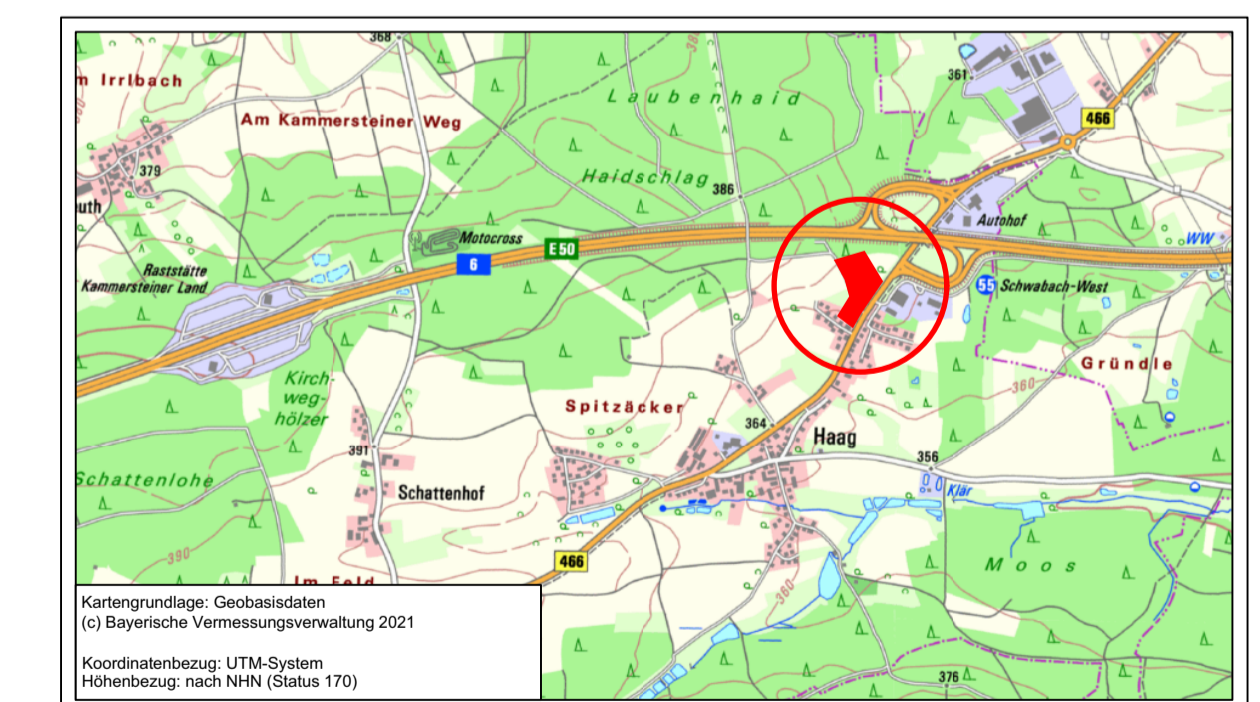 368
m Irrlbach
361
Laubenhaid
Am Kammersteiner Weg
466
379
Haidschlag
386
uth
Autohof
Motocross
E 50
WW
6
Raststätte
Kammersteiner Land
55 Schwabach-West
Gründle
360
Kirch-
weg-
hölzer
Spitzäcker
364
Haag
391
356
Schattenlohe
Schattenhof
Klär
390
466
Moos
Im Feld
360
376
Kartengrundlage: Geobasisdaten
(c) Bayerische Vermessungsverwaltung 2021
Koordinatenbezug: UTM-System
Höhenbezug: nach NHN (Status 170)